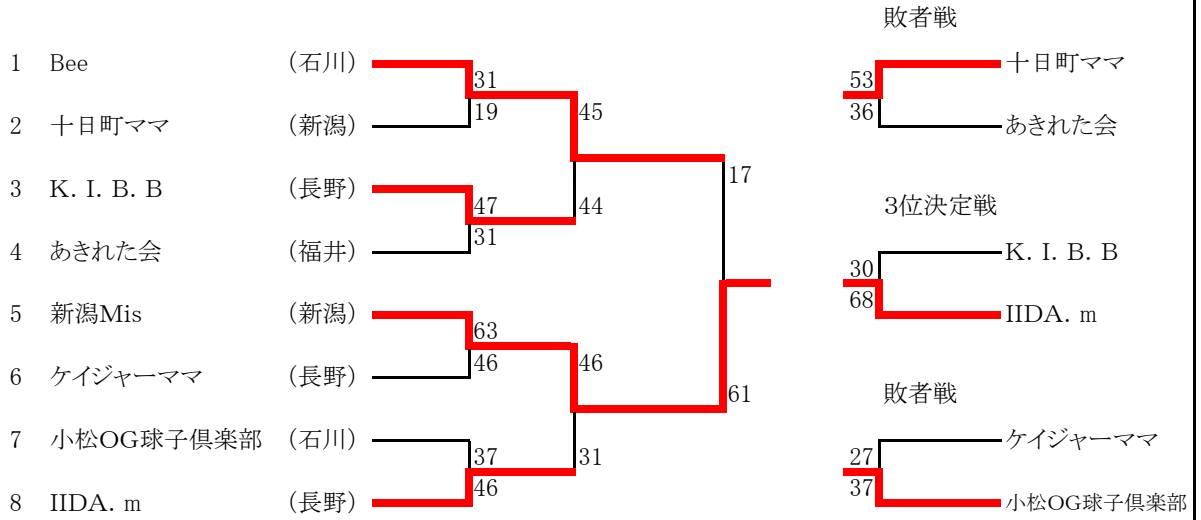 敗者戦
1 Bee (石川)
31
19
2 十日町ママ (新潟)
45
44
3 K. I. B. B (長野)
47
31
4 あきれた会 (福井)
17
61
5 新潟Mis (新潟)
63
46
6 ケイジャーママ (長野)
46
31
7 小松OG球子倶楽部 (石川)
37
46
8 IIDA. m (長野)
十日町ママ
53
36
あきれた会
3位決定戦
K. I. B. B
30
68
IIDA. m
敗者戦
ケイジャーママ
27
37
小松OG球子倶楽部